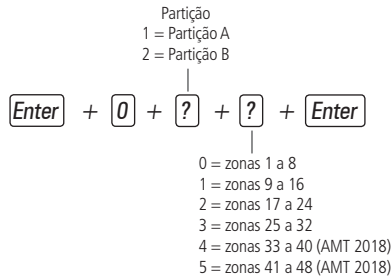 Partição
1 = Partição A
2 = Partição B
Enter + 0 + ? + ? + Enter
0 = zonas 1 a 8
1 = zonas 9 a 16
2 = zonas 17 a 24
3 = zonas 25 a 32
4 = zonas 33 a 40 (AMT 2018)
5 = zonas 41 a 48 (AMT 2018)